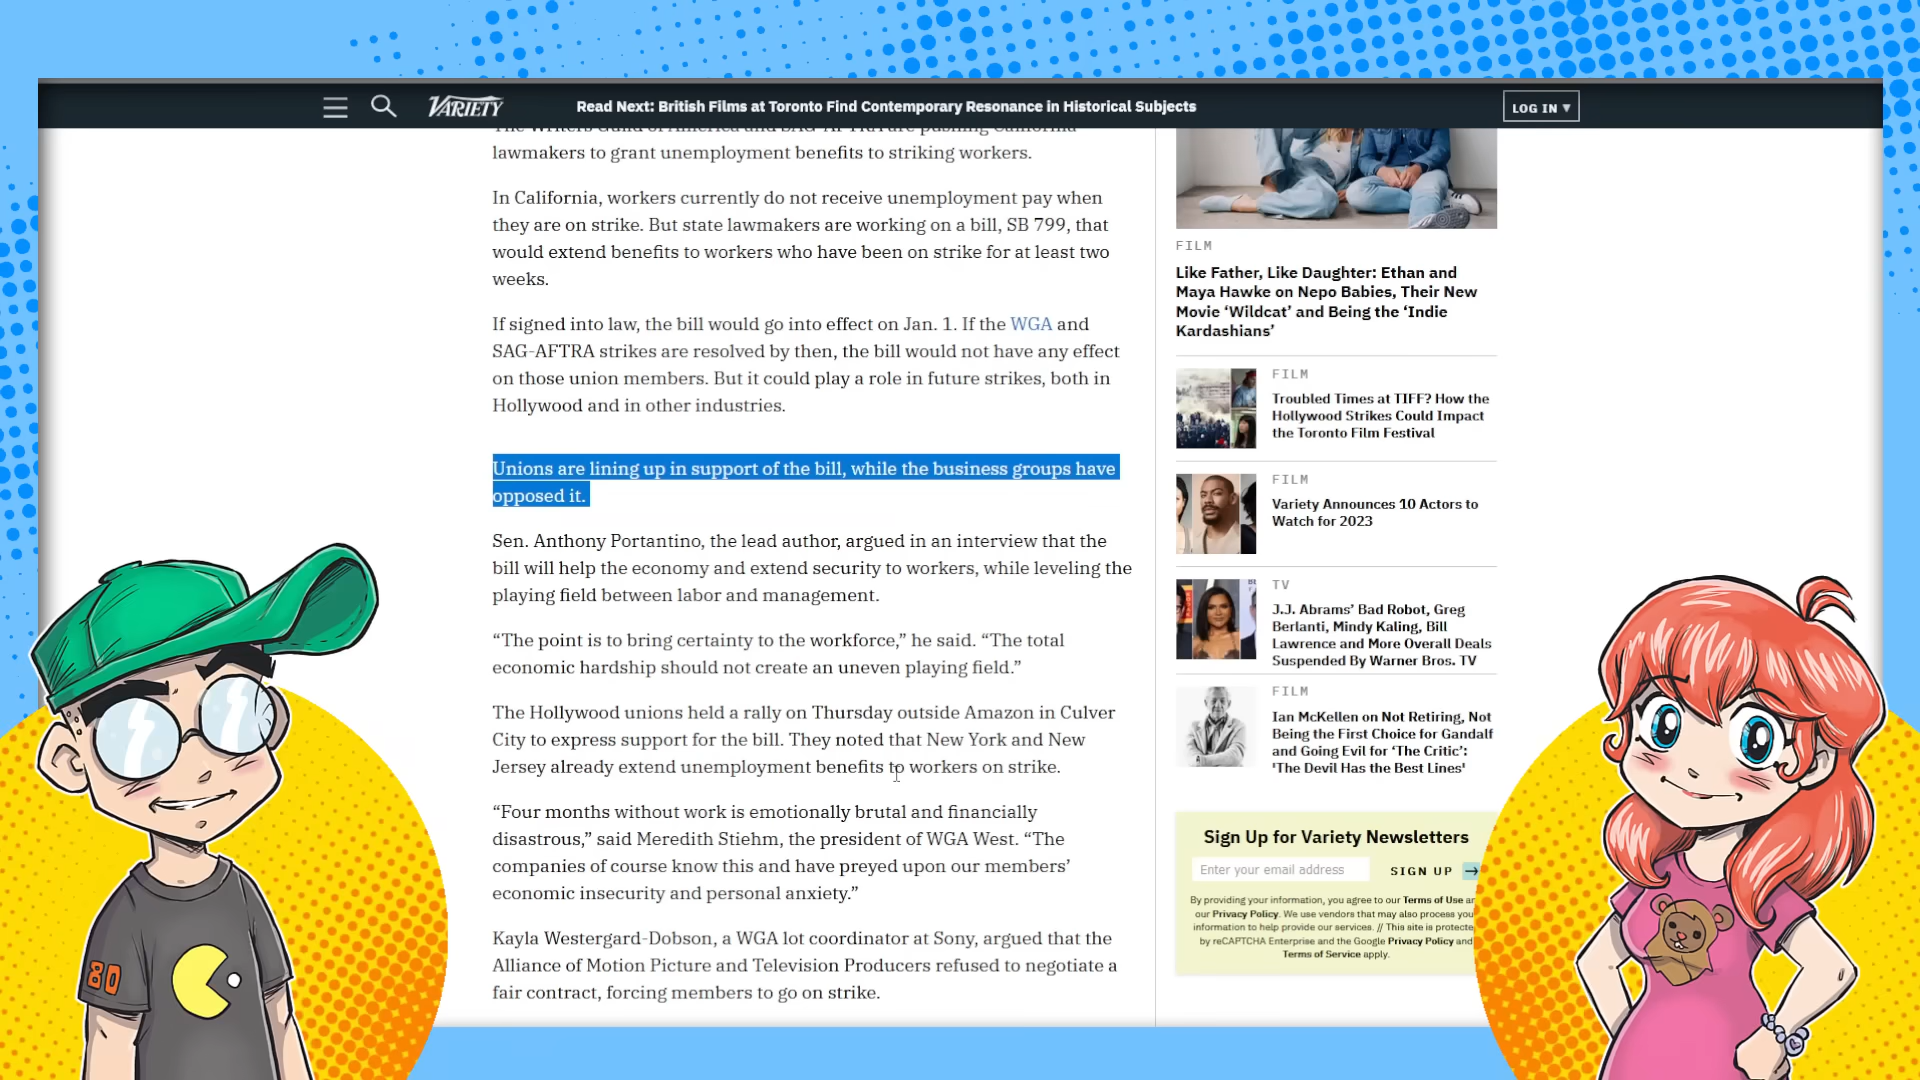 VARIETY
Read Next: British Films at Toronto Find Contemporary Resonance in Historical Subjects
LOG IN ▾
The Writers Guild of America and SAG-AFTRA are pushing California
lawmakers to grant unemployment benefits to striking workers.
In California, workers currently do not receive unemployment pay when
they are on strike. But state lawmakers are working on a bill, SB 799, that
would extend benefits to workers who have been on strike for at least two
weeks.
If signed into law, the bill would go into effect on Jan. 1. If the WGA and
SAG-AFTRA strikes are resolved by then, the bill would not have any effect
on those union members. But it could play a role in future strikes, both in
Hollywood and in other industries.
Unions are lining up in support of the bill, while the business groups have
opposed it.
Sen. Anthony Portantino, the lead author, argued in an interview that the
bill will help the economy and extend security to workers, while leveling the
playing field between labor and management.
“The point is to bring certainty to the workforce,” he said. “The total
economic hardship should not create an uneven playing field.”
The Hollywood unions held a rally on Thursday outside Amazon in Culver
City to express support for the bill. They noted that New York and New
Jersey already extend unemployment benefits to workers on strike.
“Four months without work is emotionally brutal and financially
disastrous,” said Meredith Stiehm, the president of WGA West. “The
companies of course know this and have preyed upon our members’
economic insecurity and personal anxiety.”
Kayla Westergard-Dobson, a WGA lot coordinator at Sony, argued that the
Alliance of Motion Picture and Television Producers refused to negotiate a
fair contract, forcing members to go on strike.
FILM
Like Father, Like Daughter: Ethan and
Maya Hawke on Nepo Babies, Their New
Movie ‘Wildcat’ and Being the ‘Indie
Kardashians’
FILM
Troubled Times at TIFF? How the
Hollywood Strikes Could Impact
the Toronto Film Festival
FILM
Variety Announces 10 Actors to
Watch for 2023
TV
J.J. Abrams’ Bad Robot, Greg
Berlanti, Mindy Kaling, Bill
Lawrence and More Overall Deals
Suspended By Warner Bros. TV
FILM
Ian McKellen on Not Retiring, Not
Being the First Choice for Gandalf
and Going Evil for ‘The Critic’:
'The Devil Has the Best Lines'
Sign Up for Variety Newsletters
Enter your email address
SIGN UP →
By providing your information, you agree to our Terms of Use
our Privacy Policy. We use vendors that may also process
information to help provide our services. // This site is
by reCAPTCHA Enterprise and the Google Privacy Policy and
Terms of Service apply.
80